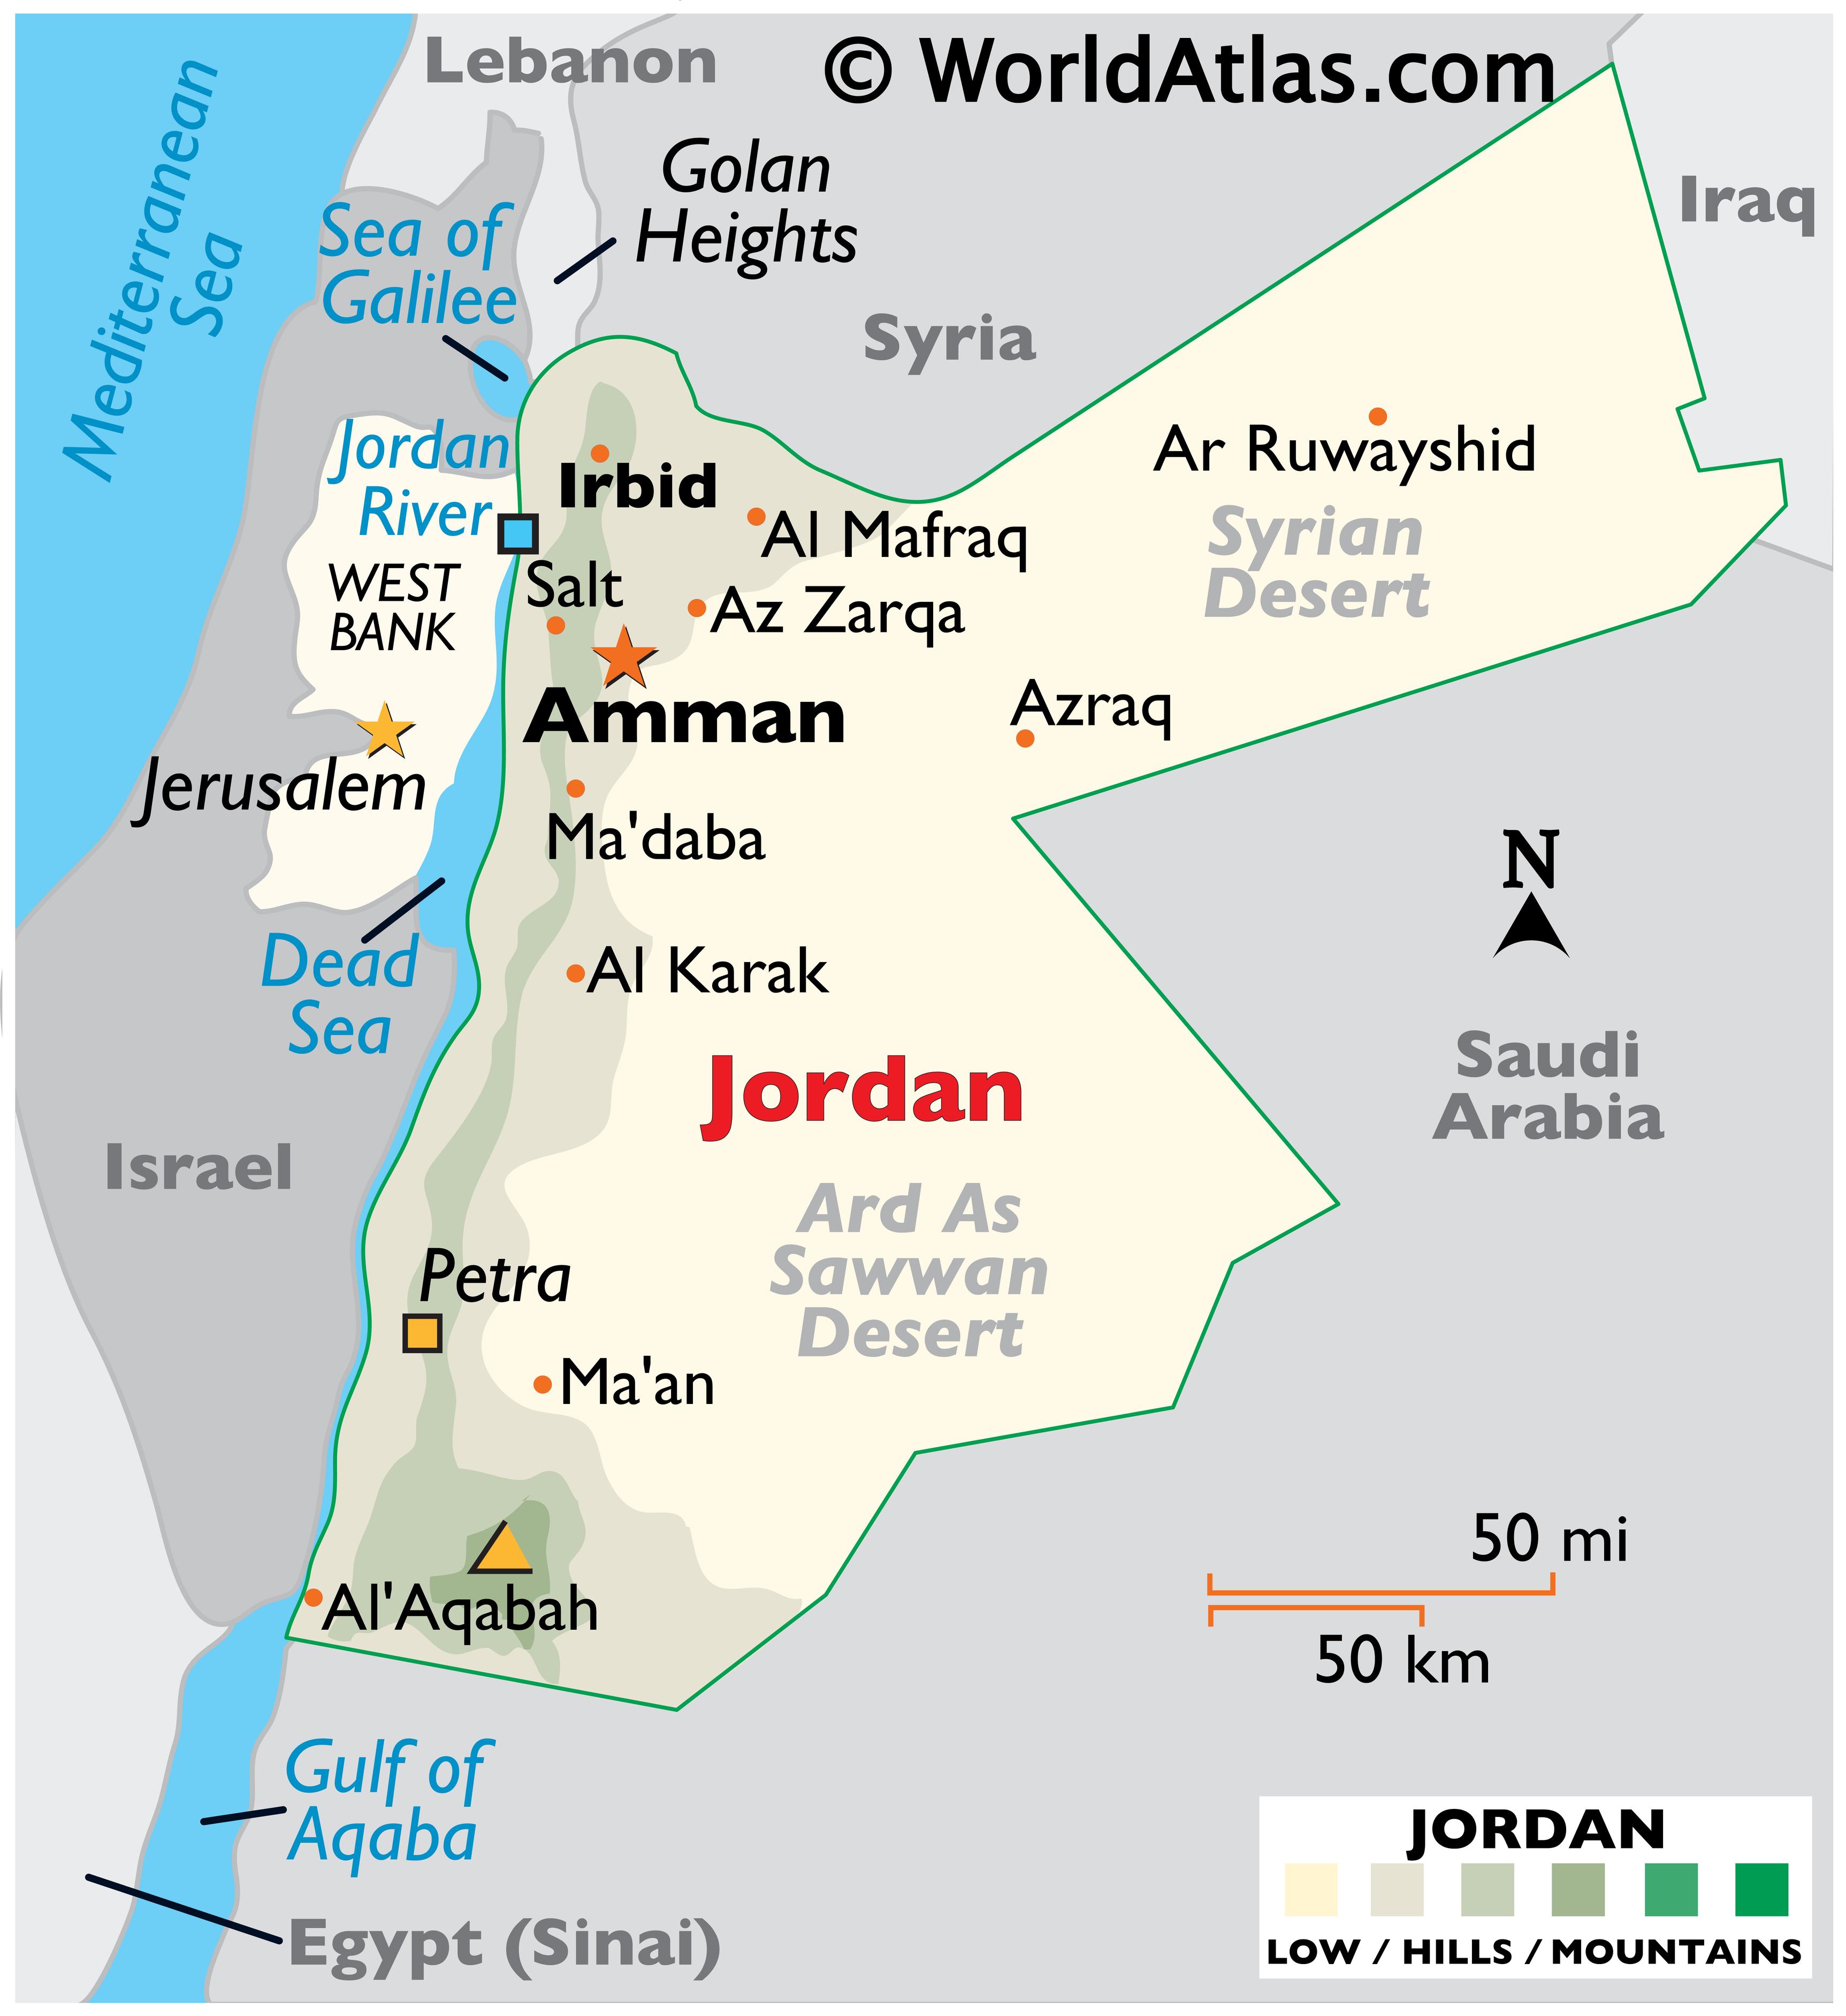 Lebanon
© WorldAtlas.com
Mediterranean
Sea
Golan
Heights
Iraq
Sea of
Galilee
Syria
Jordan
River
Irbid
Ar Ruwayshid
Al Mafraq
Syrian
Desert
WEST
BANK
Salt
Az Zarqa
Amman
Azraq
Jerusalem
Ma'daba
N
Dead
Sea
Al Karak
Jordan
Saudi
Arabia
Israel
Ard As
Sawwan
Desert
Petra
Ma'an
50 mi
Al'Aqabah
50 km
Gulf of
Aqaba
Egypt (Sinai)
JORDAN
LOW / HILLS / MOUNTAINS